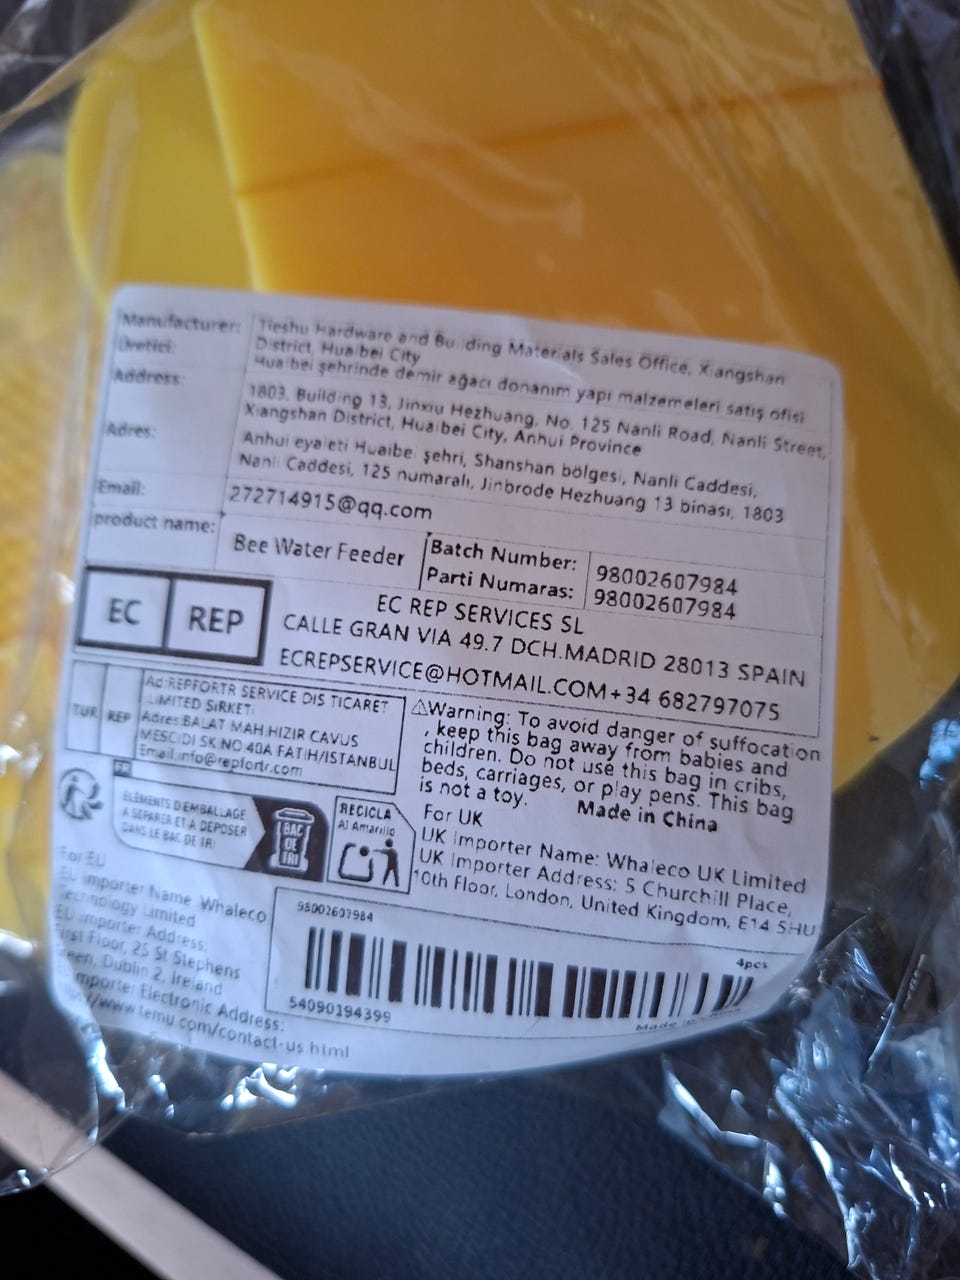 Manufacturer: Tieshu Hardware and Building Materials Sales Office, Xiangshan
District, Huaibei City
Üretici: Huaibei şehrinde demir ağacı donanım yapı malzemeleri satış ofisi
Address: 1803, Building 13, Jinxiu Hezhuang, No. 125 Nanli Road, Nanli Street,
Xiangshan District, Huaibei City, Anhui Province
Adres: Anhui eyaleti Huaibei şehri, Shanshan bölgesi, Nanli Caddesi,
Nanli Caddesi, 125 numaralı, Jinbrode Hezhuang 13 binası, 1803
Email: 272714915@qq.com
product name: Bee Water Feeder
Batch Number: 98002607984
Parti Numaras: 98002607984
EC REP
EC REP SERVICES SL
CALLE GRAN VIA 49.7 DCH.MADRID 28013 SPAIN
ECREPSERVICE@HOTMAIL.COM+34 682797075
TUR REP
Ad:REPFORTR SERVICE DIS TICARET
LIMITED SiRKETi
Adres:BALAT MAH.HIZIR CAVUS
MESCIDI SK.NO:40A FATIH/ISTANBUL
Email:info@repfortr.com
⚠Warning: To avoid danger of suffocation
, keep this bag away from babies and
children. Do not use this bag in cribs,
beds, carriages, or play pens. This bag
is not a toy.
Made in China
FR
ÉLÉMENTS D'EMBALLAGE
À SÉPARER ET À DÉPOSER
DANS LE BAC DE TRI
BAC
DE
TRI
RECICLA
Al Amarillo
For UK
UK Importer Name: Whaleco UK Limited
UK Importer Address: 5 Churchill Place,
10th Floor, London, United Kingdom, E14 5HU
For EU
EU Importer Name Whaleco
Technology Limited
EU importer Address:
First Floor, 25 St Stephens
Green, Dublin 2, Ireland
EU importer Electronic Address:
http://www.temu.com/contact-us.html
98002607984
4pcs
54090194399
Made in China